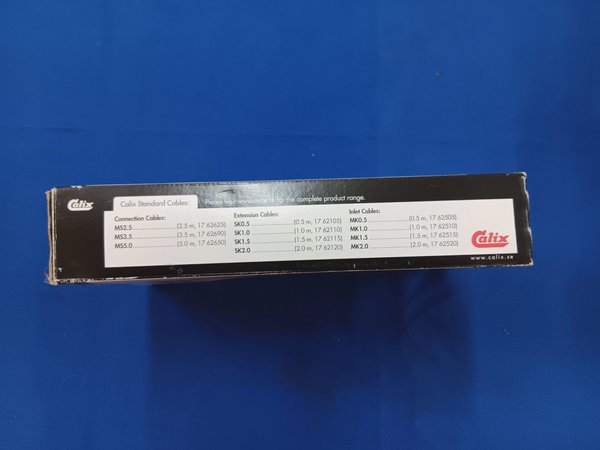 Calix
Calix Standard Cables:
Please visit www.calix.se for the complete product range.
Connection Cables:
MS2.5 (2.5 m, 17 62625)
MS3.5 (3.5 m, 17 62690)
MS5.0 (5.0 m, 17 62650)
Extension Cables:
SK0.5 (0.5 m, 17 62105)
SK1.0 (1.0 m, 17 62110)
SK1.5 (1.5 m, 17 62115)
SK2.0 (2.0 m, 17 62120)
Inlet Cables:
MK0.5 (0.5 m, 17 62505)
MK1.0 (1.0 m, 17 62510)
MK1.5 (1.5 m, 17 62515)
MK2.0 (2.0 m, 17 62520)
Calix
www.calix.se